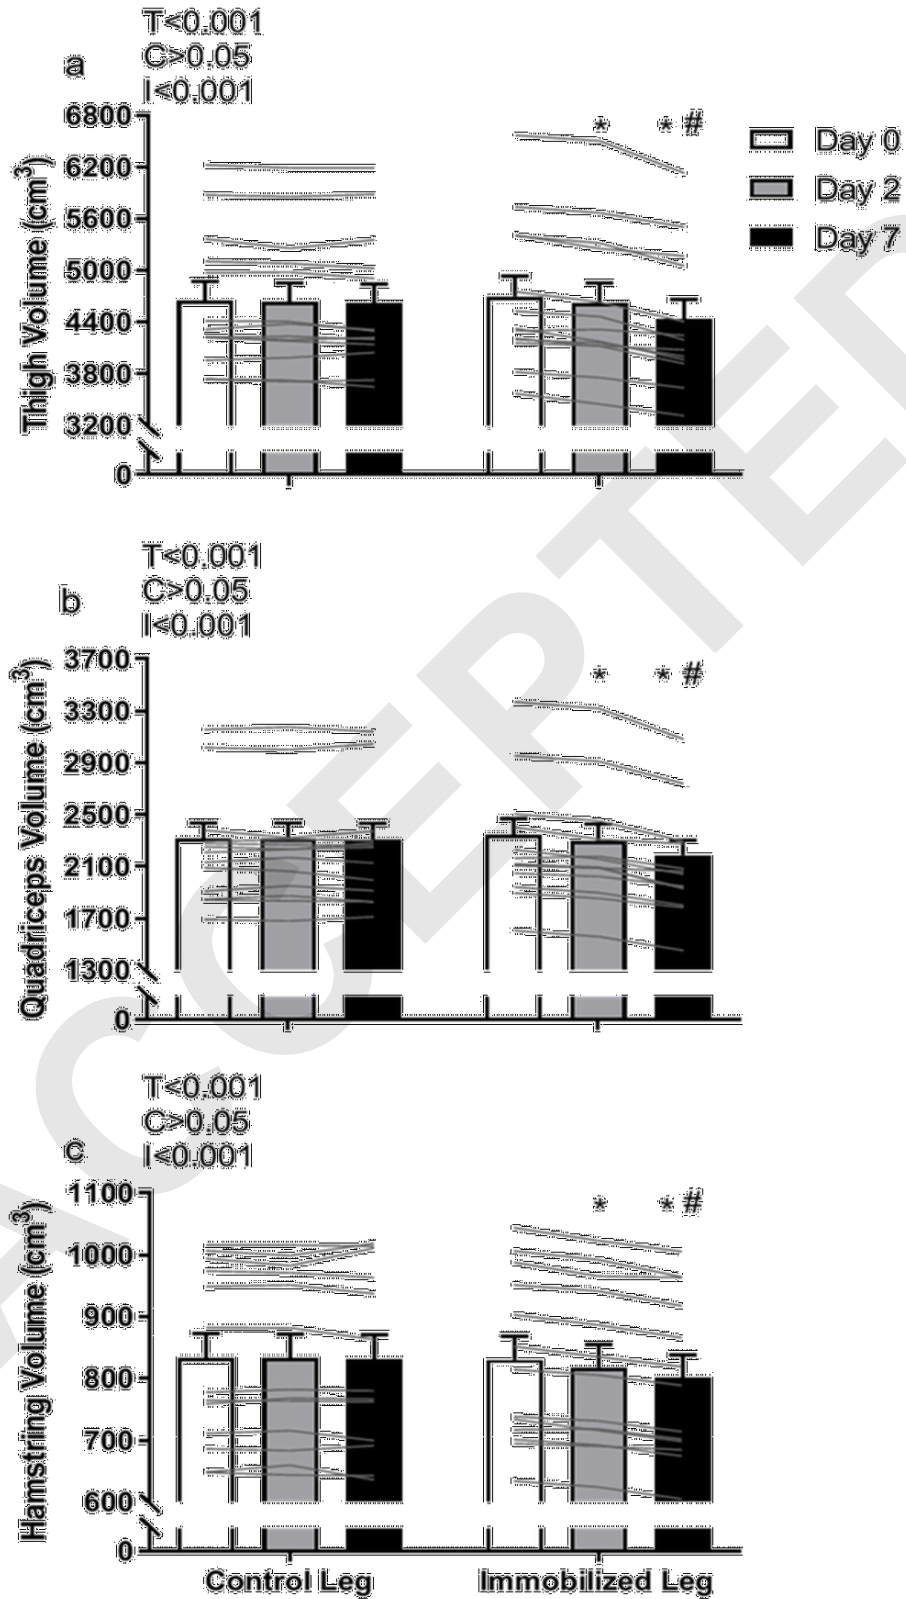 T<0.001
C>0.05
I<0.001
a
6800
6200
5600
5000
4400
3800
3200
0
Thigh Volume (cm3)
* * #
Day 0
Day 2
Day 7
T<0.001
C>0.05
I<0.001
b
3700
3300
2900
2500
2100
1700
1300
0
Quadriceps Volume (cm3)
* * #
T<0.001
C>0.05
I<0.001
c
1100
1000
900
800
700
600
0
Hamstring Volume (cm3)
* * #
Control Leg Immobilized Leg
ACCEPTED